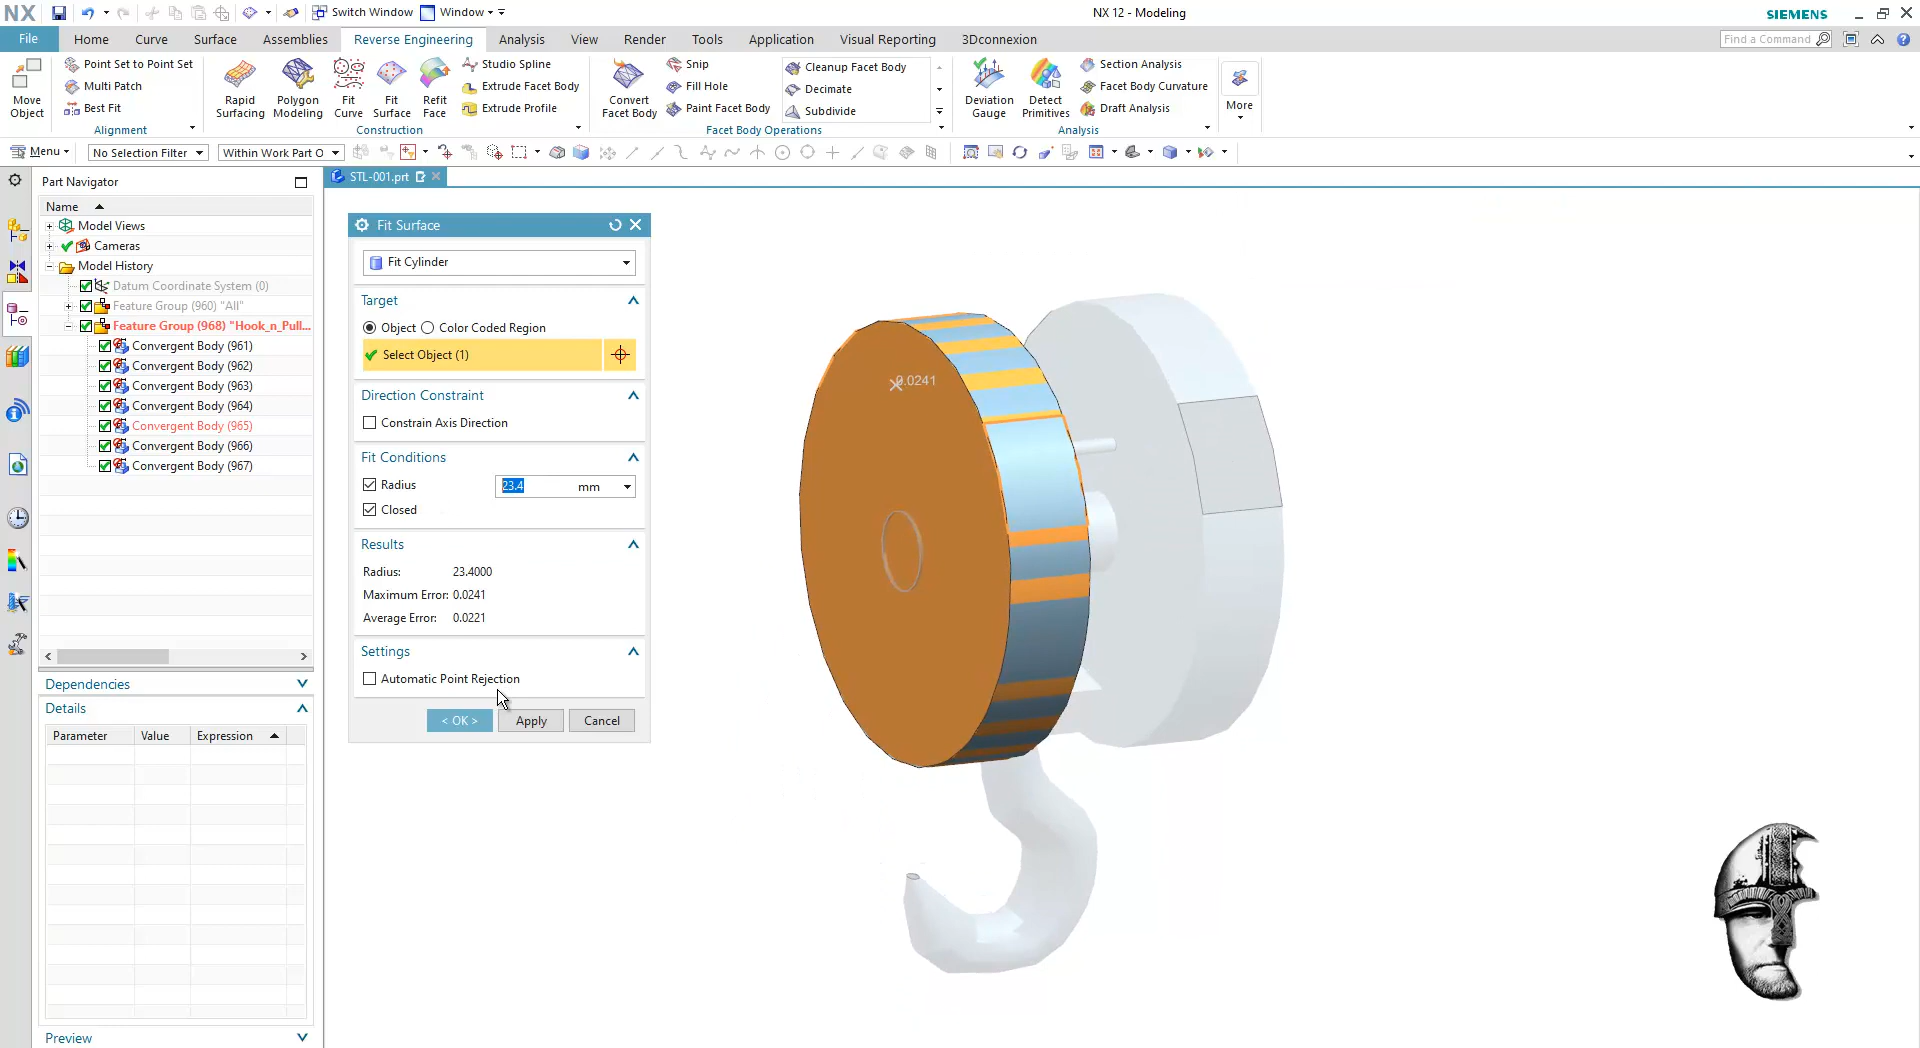 NX
Switch Window
Window
NX 12 - Modeling
SIEMENS
File
Home
Curve
Surface
Assemblies
Reverse Engineering
Analysis
View
Render
Tools
Application
Visual Reporting
3Dconnexion
Find a Command
Move Object
Point Set to Point Set
Multi Patch
Best Fit
Alignment
Rapid Surfacing
Polygon Modeling
Fit Curve
Fit Surface
Refit Face
Studio Spline
Extrude Facet Body
Extrude Profile
Construction
Convert Facet Body
Snip
Fill Hole
Paint Facet Body
Cleanup Facet Body
Decimate
Subdivide
Facet Body Operations
Deviation Gauge
Detect Primitives
Section Analysis
Facet Body Curvature
Draft Analysis
Analysis
More
Menu
No Selection Filter
Within Work Part O
Part Navigator
STL-001.prt
Name
Model Views
Cameras
Model History
Datum Coordinate System (0)
Feature Group (960) "All"
Feature Group (968) "Hook_n_Pull...
Convergent Body (961)
Convergent Body (962)
Convergent Body (963)
Convergent Body (964)
Convergent Body (965)
Convergent Body (966)
Convergent Body (967)
Dependencies
Details
Parameter
Value
Expression
Preview
Fit Surface
Fit Cylinder
Target
Object
Color Coded Region
Select Object (1)
Direction Constraint
Constrain Axis Direction
Fit Conditions
Radius
23.4
mm
Closed
Results
Radius: 23.4000
Maximum Error: 0.0241
Average Error: 0.0221
Settings
Automatic Point Rejection
< OK >
Apply
Cancel
0.0241